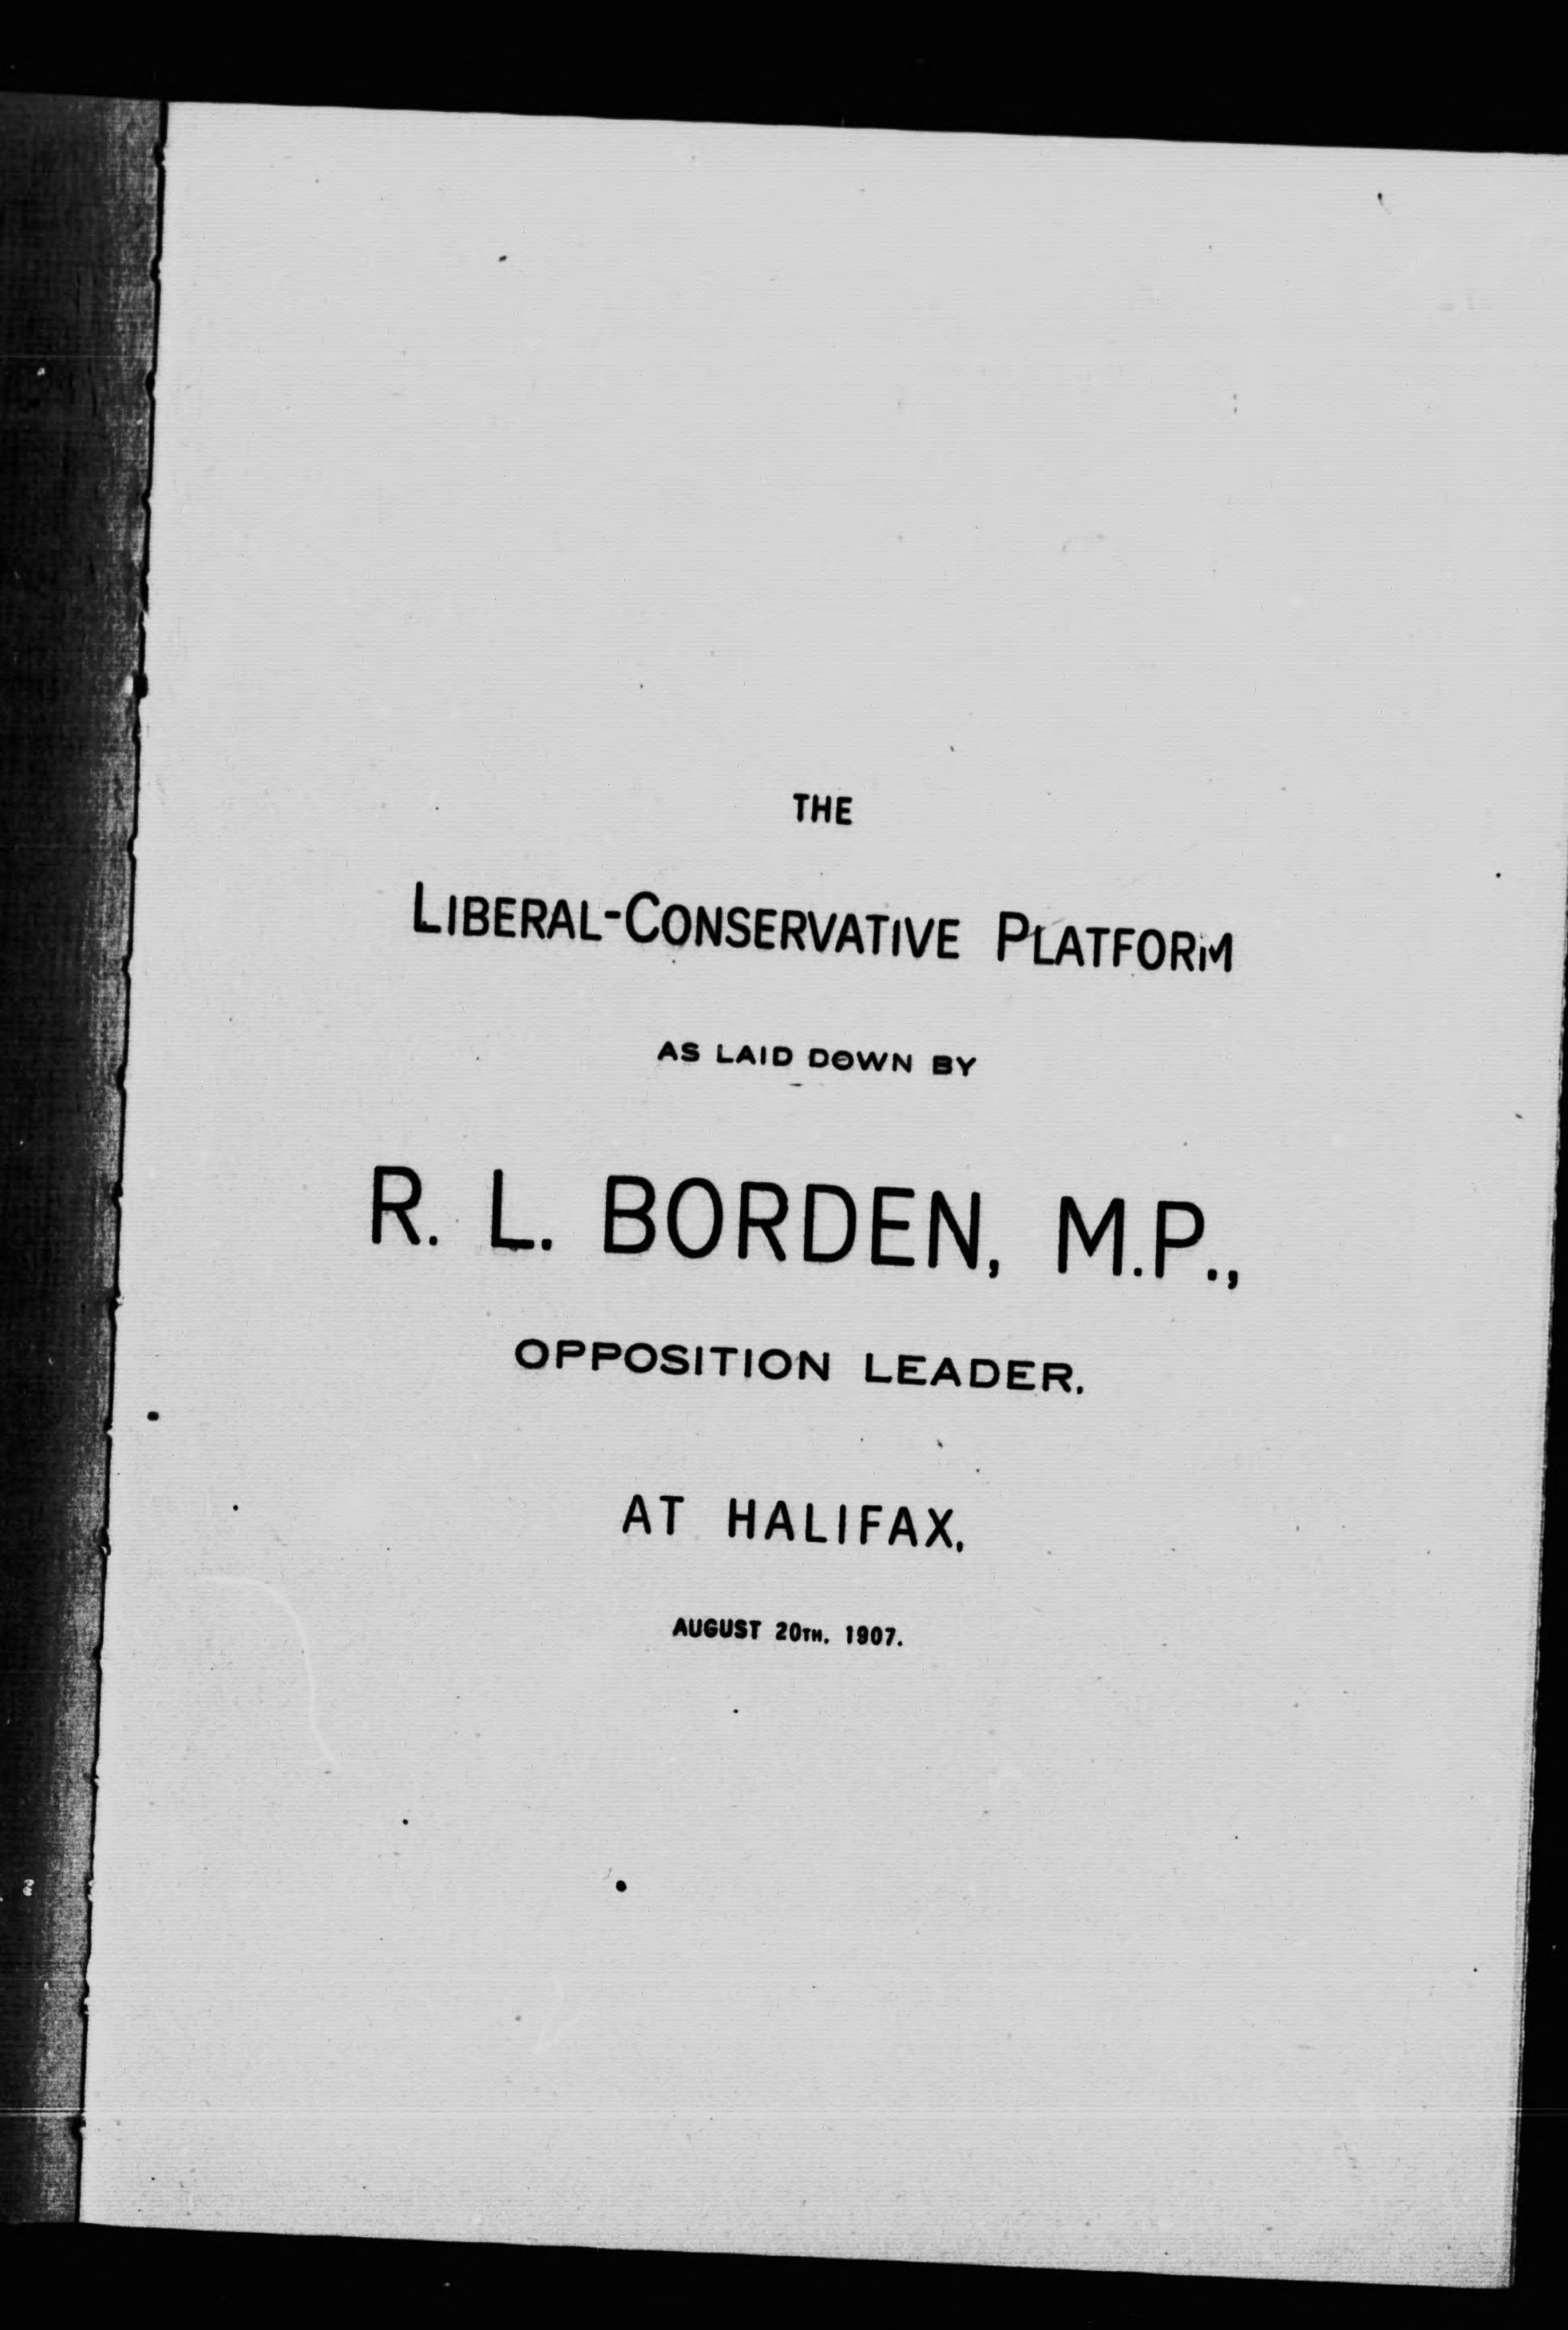 THE
LIBERAL-CONSERVATIVE PLATFORM
AS LAID DOWN BY
R. L. BORDEN, M.P.,
OPPOSITION LEADER.
AT HALIFAX,
AUGUST 20TH, 1907.